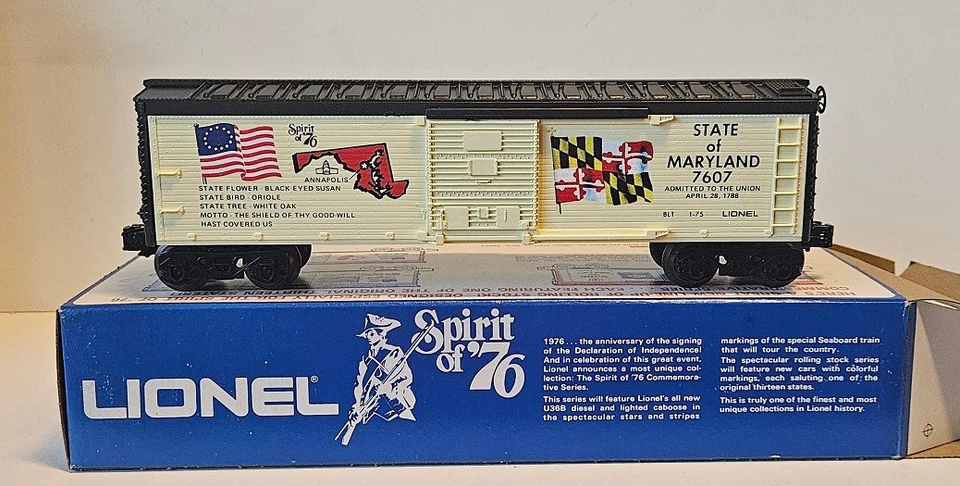 Spirit
of '76
ANNAPOLIS
STATE FLOWER - BLACK EYED SUSAN
STATE BIRD - ORIOLE
STATE TREE - WHITE OAK
MOTTO - THE SHIELD OF THY GOOD WILL
HAST COVERED US
STATE
of
MARYLAND
7607
ADMITTED TO THE UNION
APRIL 28, 1788
BLT 1-75 LIONEL
LIONEL®
Spirit
of '76
1976 . . . the anniversary of the signing
of the Declaration of Independence!
And in celebration of this great event,
Lionel announces a most unique col-
lection: The Spirit of '76 Commemora-
tive Series.
This series will feature Lionel's all new
U36B diesel and lighted caboose in
the spectacular stars and stripes
markings of the special Seaboard train
that will tour the country.
The spectacular rolling stock series
will feature new cars with colorful
markings, each saluting one of the
original thirteen states.
This is truly one of the finest and most
unique collections in Lionel history.